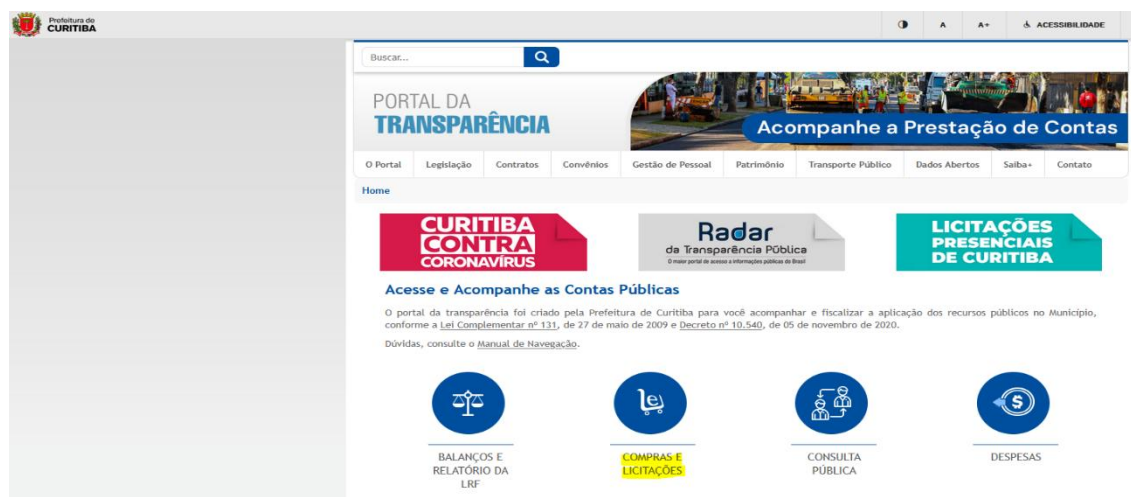 Prefeitura do
CURITIBA
A
A+
ACESSIBILIDADE
Buscar...
PORTAL DA
TRANSPARÊNCIA
Acompanhe a Prestação de Contas
O Portal Legislação Contratos Convênios Gestão de Pessoal Patrimônio Transporte Público Dados Abertos Saiba+ Contato
Home
CURITIBA
CONTRA
CORONAVÍRUS
Radar
da Transparência Pública
O maior portal de acesso a informações públicas do Brasil
LICITAÇÕES
PRESENCIAIS
DE CURITIBA
Acesse e Acompanhe as Contas Públicas
O portal da transparência foi criado pela Prefeitura de Curitiba para você acompanhar e fiscalizar a aplicação dos recursos públicos no Município,
conforme a Lei Complementar nº 131, de 27 de maio de 2009 e Decreto nº 10.540, de 05 de novembro de 2020.
Dúvidas, consulte o Manual de Navegação.
BALANÇOS E
RELATÓRIO DA
LRF
COMPRAS E
LICITAÇÕES
CONSULTA
PÚBLICA
DESPESAS